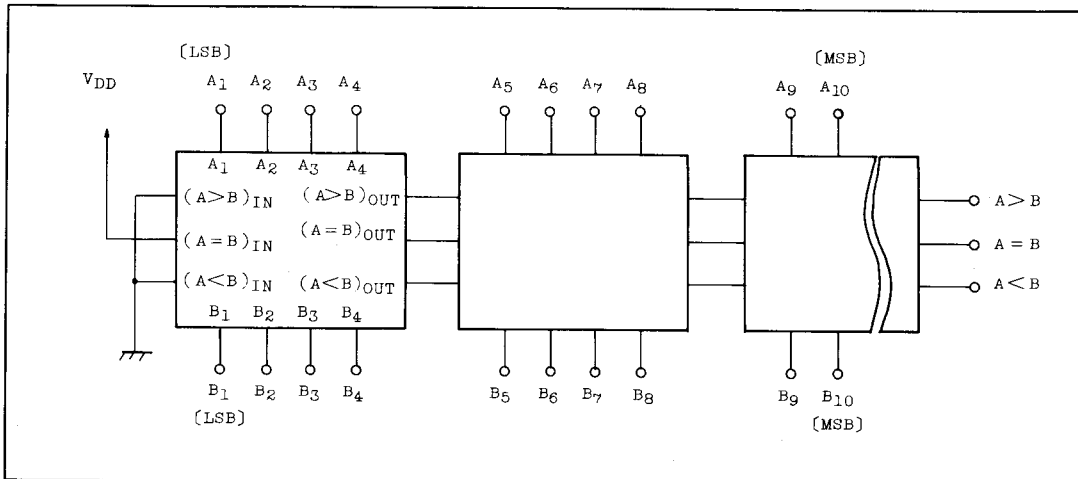 [LSB] [MSB]
VDD A1 A2 A3 A4 A5 A6 A7 A8 A9 A10
A1 A2 A3 A4
(A>B)IN (A>B)OUT A>B
(A=B)IN (A=B)OUT A=B
(A<B)IN (A<B)OUT A<B
B1 B2 B3 B4
B1 B2 B3 B4 B5 B6 B7 B8 B9 B10
[LSB] [MSB]